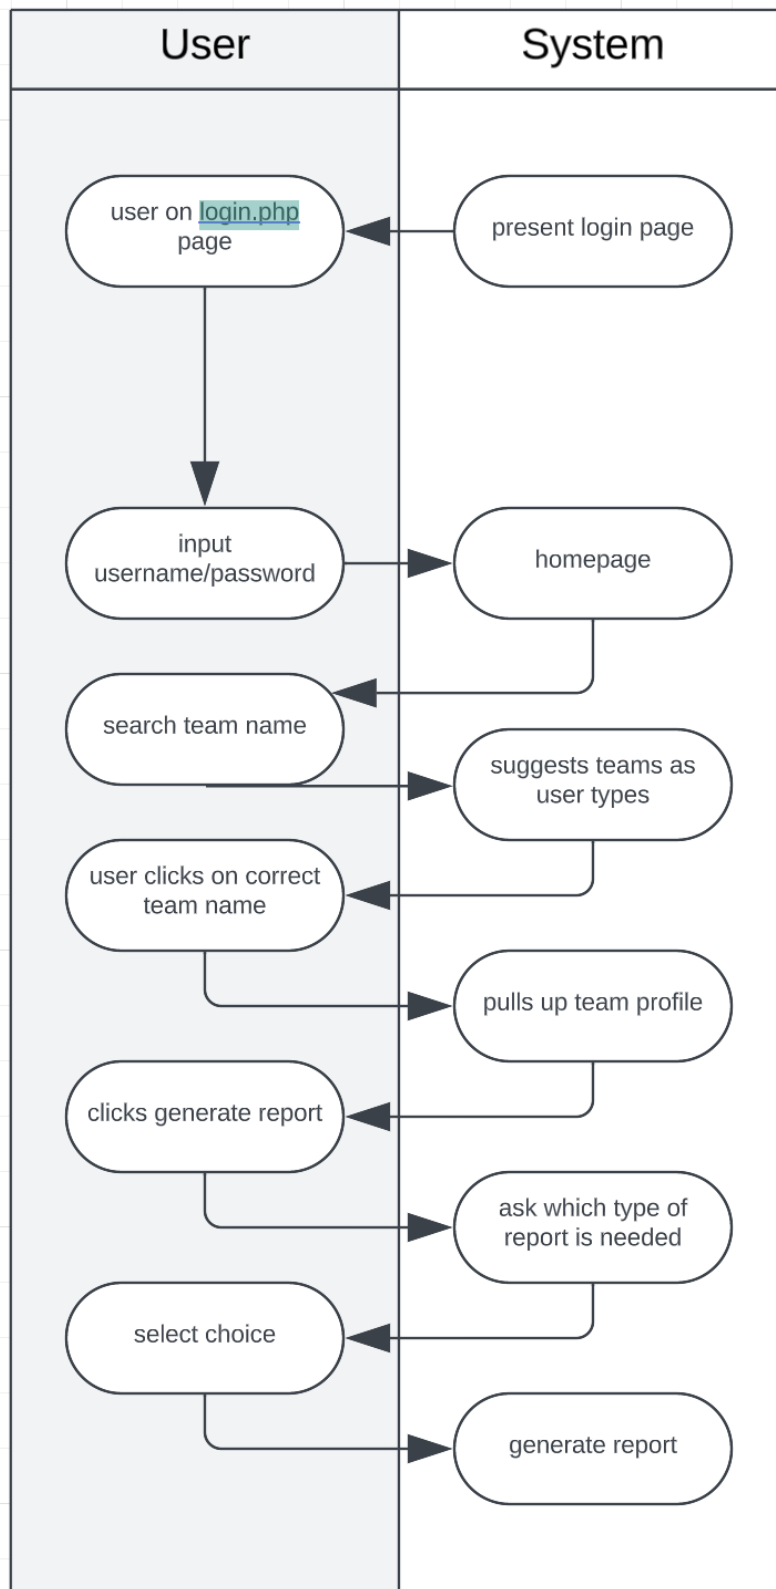 User
System
user on login.php
page
present login page
input
username/password
homepage
search team name
suggests teams as
user types
user clicks on correct
team name
pulls up team profile
clicks generate report
ask which type of
report is needed
select choice
generate report